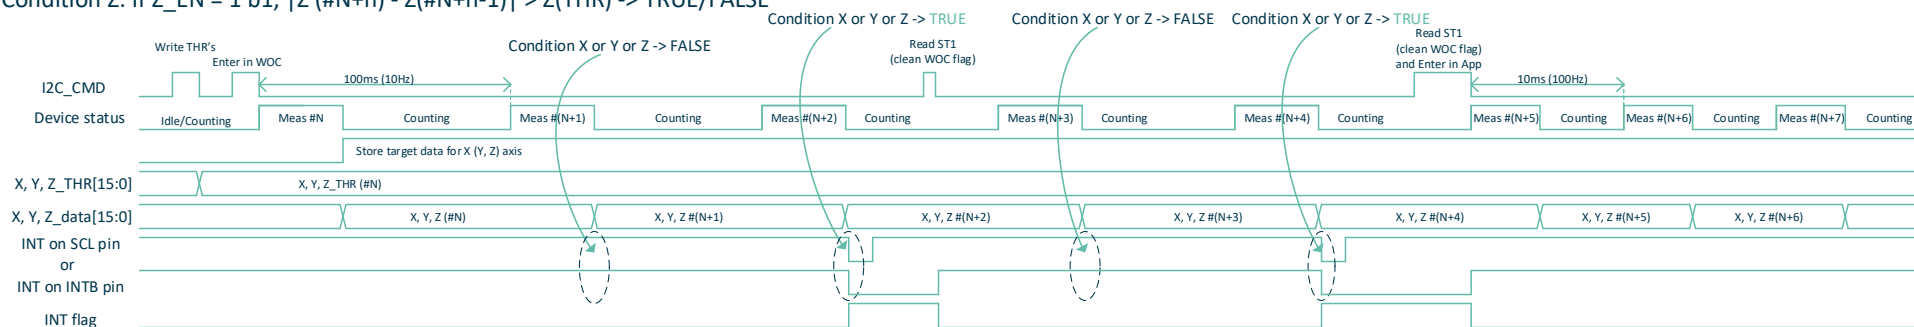 Condition Z: if Z_EN = 1'b1, |Z (#N+n) - Z(#N+n-1)| > Z(THR) -> TRUE/FALSE
Condition X or Y or Z -> TRUE
Condition X or Y or Z -> FALSE
Condition X or Y or Z -> TRUE
Write THR's
Enter in WOC
Condition X or Y or Z -> FALSE
Read ST1
(clean WOC flag)
Read ST1
(clean WOC flag)
and Enter in App
I2C_CMD
100ms (10Hz)
10ms (100Hz)
Device status
Idle/Counting
Meas #N
Counting
Meas #(N+1)
Counting
Meas #(N+2)
Counting
Meas #(N+3)
Counting
Meas #(N+4)
Counting
Meas #(N+5)
Counting
Meas #(N+6)
Counting
Meas #(N+7)
Counting
Store target data for X (Y, Z) axis
X, Y, Z_THR[15:0]
X, Y, Z_THR (#N)
X, Y, Z_data[15:0]
X, Y, Z (#N)
X, Y, Z #(N+1)
X, Y, Z #(N+2)
X, Y, Z #(N+3)
X, Y, Z #(N+4)
X, Y, Z #(N+5)
X, Y, Z #(N+6)
INT on SCL pin
or
INT on INTB pin
INT flag